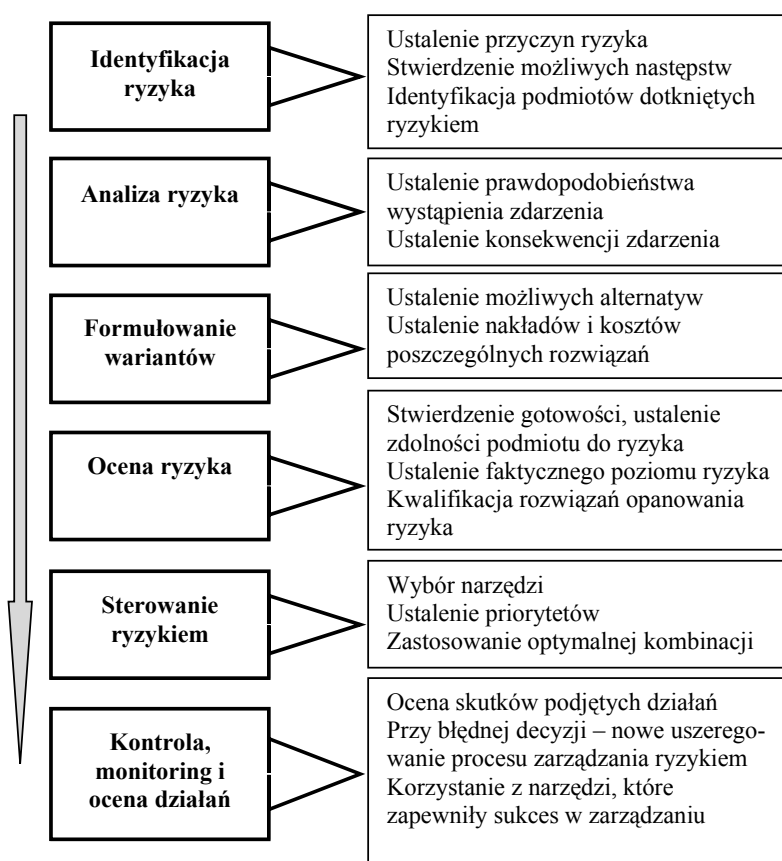 Identyfikacja
ryzyka
Ustalenie przyczyn ryzyka
Stwierdzenie możliwych następstw
Identyfikacja podmiotów dotkniętych
ryzykiem
Analiza ryzyka
Ustalenie prawdopodobieństwa
wystąpienia zdarzenia
Ustalenie konsekwencji zdarzenia
Formułowanie
wariantów
Ustalenie możliwych alternatyw
Ustalenie nakładów i kosztów
poszczególnych rozwiązań
Ocena ryzyka
Stwierdzenie gotowości, ustalenie
zdolności podmiotu do ryzyka
Ustalenie faktycznego poziomu ryzyka
Kwalifikacja rozwiązań opanowania
ryzyka
Sterowanie
ryzykiem
Wybór narzędzi
Ustalenie priorytetów
Zastosowanie optymalnej kombinacji
Kontrola,
monitoring i
ocena działań
Ocena skutków podjętych działań
Przy błędnej decyzji – nowe uszerego-
wanie procesu zarządzania ryzykiem
Korzystanie z narzędzi, które
zapewniły sukces w zarządzaniu